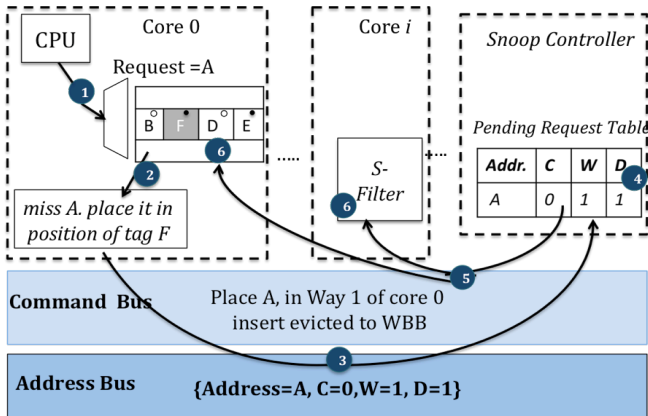 Core 0
CPU
Request =A
1
B
F
D
E
6
2
miss A. place it in
position of tag F
.....
Core i
S-
Filter
6
.....
Snoop Controller
Pending Request Table
Addr. C W D
4
A 0 1 1
5
Command Bus
Place A, in Way 1 of core 0
insert evicted to WBB
3
Address Bus
{Address=A, C=0,W=1, D=1}